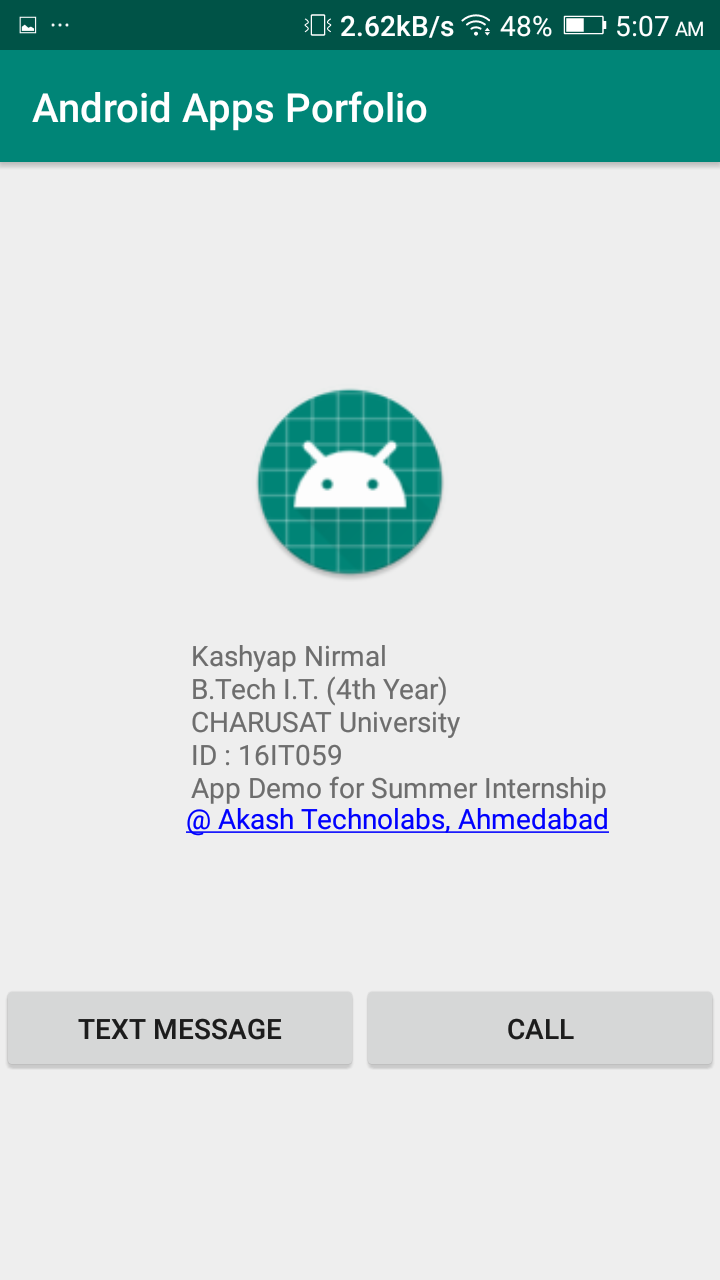 2.62kB/s 48% 5:07 AM
Android Apps Porfolio
Kashyap Nirmal
B.Tech I.T. (4th Year)
CHARUSAT University
ID : 16IT059
App Demo for Summer Internship
@ Akash Technolabs, Ahmedabad
TEXT MESSAGE CALL